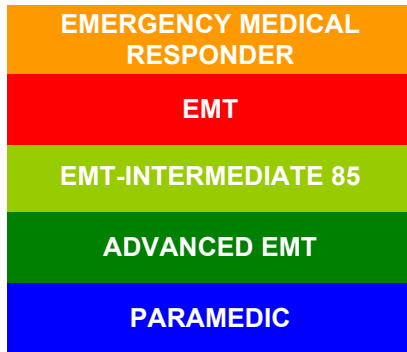 EMERGENCY MEDICAL
RESPONDER
EMT
EMT-INTERMEDIATE 85
ADVANCED EMT
PARAMEDIC